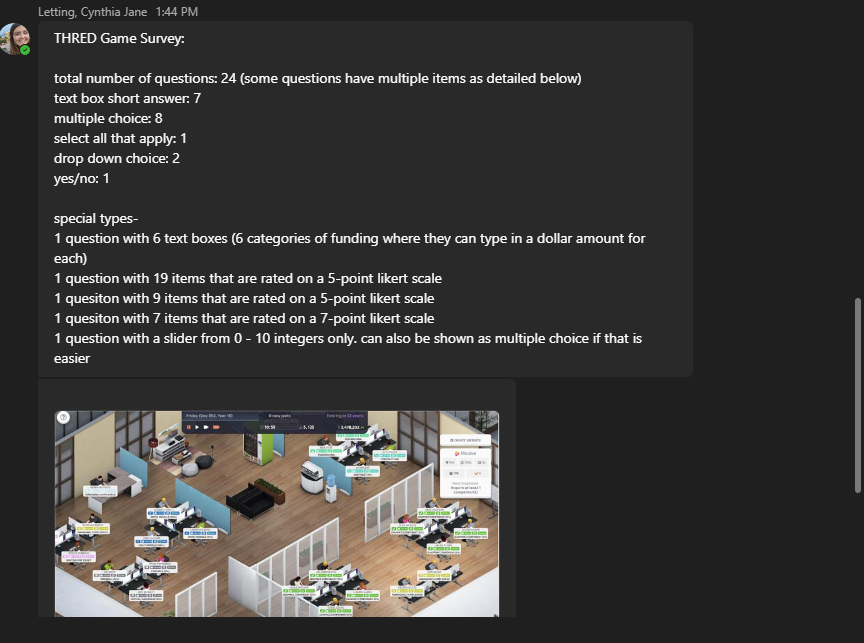 Letting, Cynthia Jane 1:44 PM
THRED Game Survey:
total number of questions: 24 (some questions have multiple items as detailed below)
text box short answer: 7
multiple choice: 8
select all that apply: 1
drop down choice: 2
yes/no: 1
special types-
1 question with 6 text boxes (6 categories of funding where they can type in a dollar amount for
each)
1 question with 19 items that are rated on a 5-point likert scale
1 quesiton with 9 items that are rated on a 5-point likert scale
1 quesiton with 7 items that are rated on a 7-point likert scale
1 question with a slider from 0 - 10 integers only. can also be shown as multiple choice if that is
easier